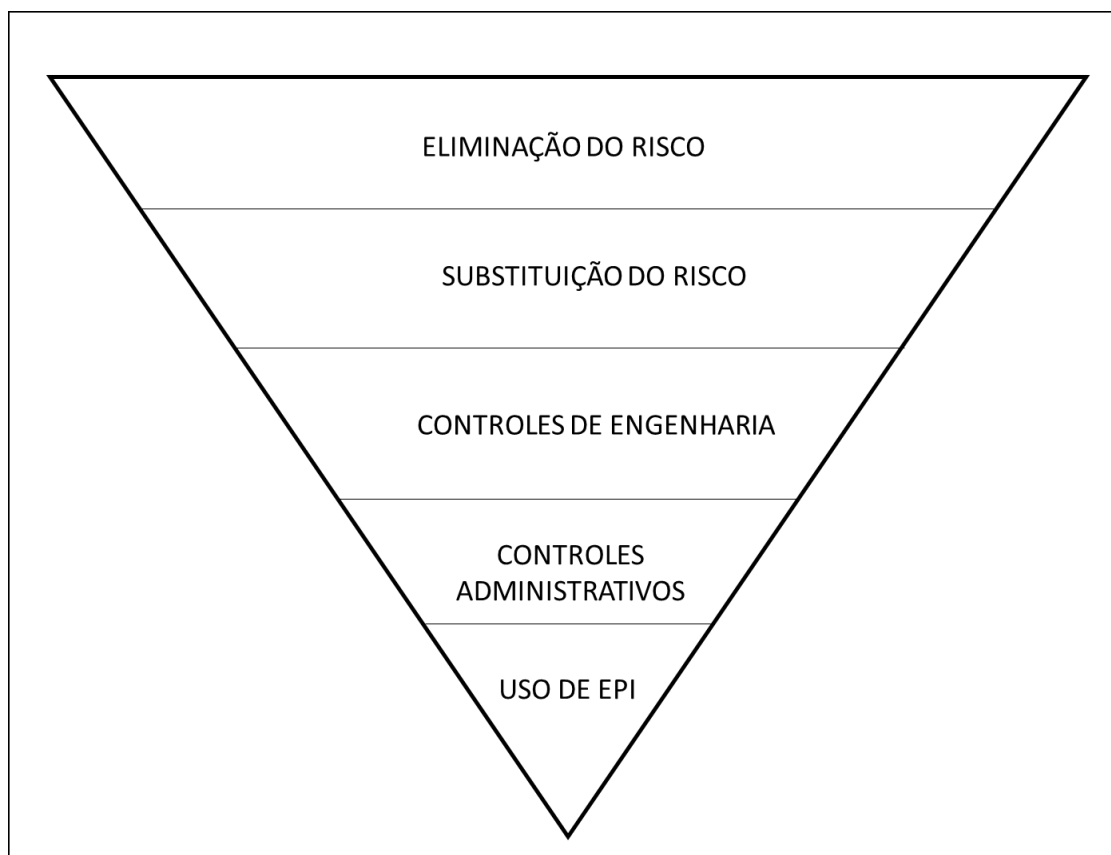 ELIMINAÇÃO DO RISCO
SUBSTITUIÇÃO DO RISCO
CONTROLES DE ENGENHARIA
CONTROLES
ADMINISTRATIVOS
USO DE EPI